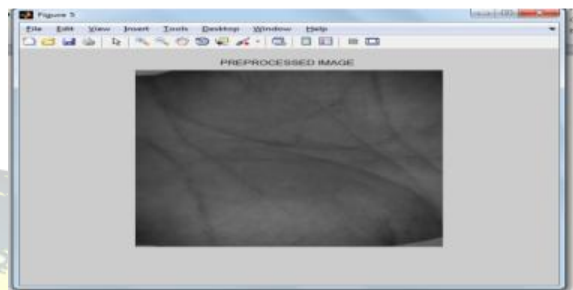 Figure 5
File Edit View Insert Tools Desktop Window Help
PREPROCESSED IMAGE